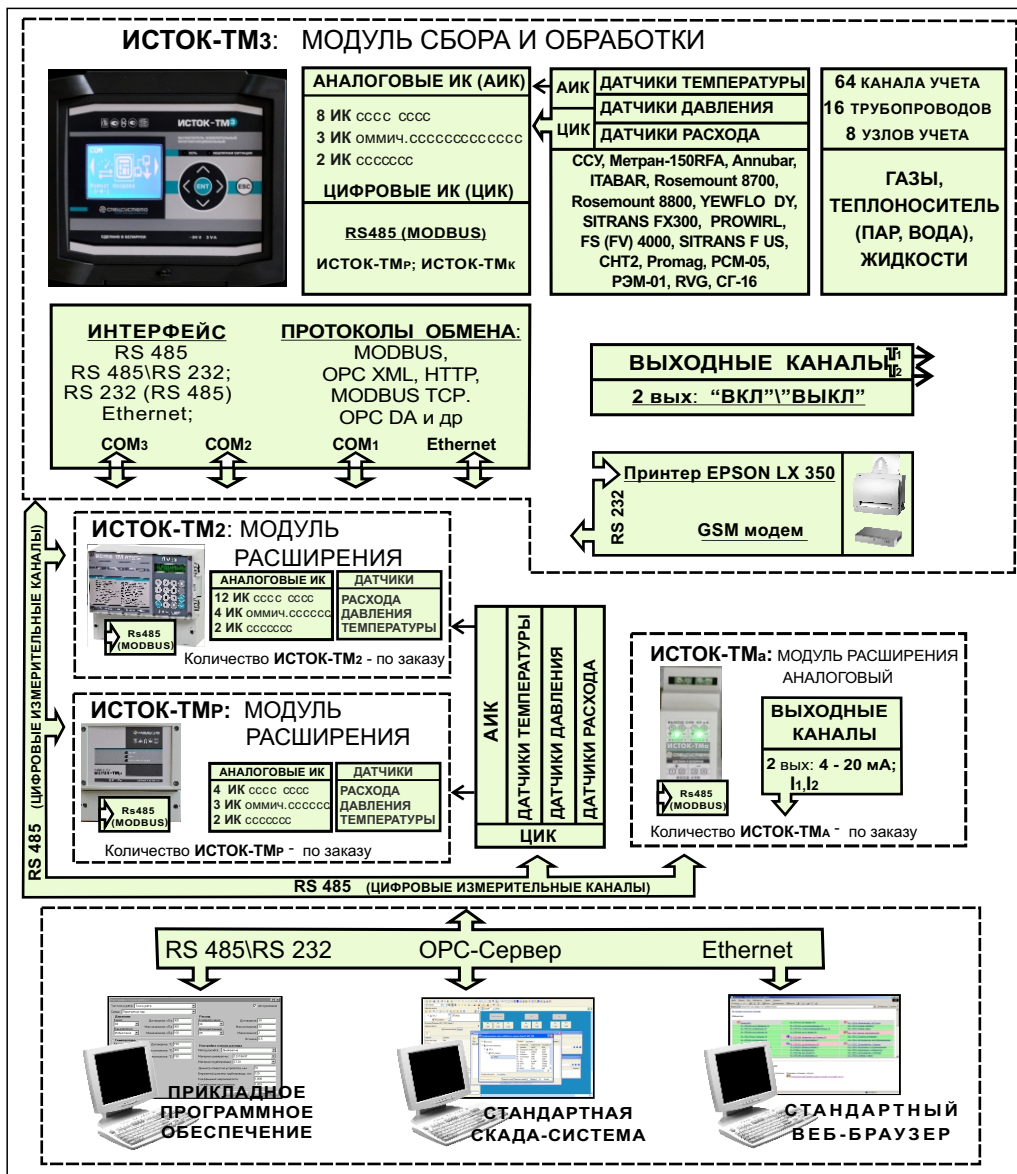 ИСТОК-ТМ3: МОДУЛЬ СБОРА И ОБРАБОТКИ
ИСТОК-ТМ3
ENT
ESC
СДЕЛАНО В БЕЛАРУСИ
АНАЛОГОВЫЕ ИК (АИК)
8 ИК сссс сссс
3 ИК оммич.ссссссссссссс
2 ИК ссссссс
ЦИФРОВЫЕ ИК (ЦИК)
RS485 (MODBUS)
ИСТОК-ТМР; ИСТОК-ТМК
АИК
ЦИК
ДАТЧИКИ ТЕМПЕРАТУРЫ
ДАТЧИКИ ДАВЛЕНИЯ
ДАТЧИКИ РАСХОДА
ССУ, Метран-150RFA, Annubar,
ITABAR, Rosemount 8700,
Rosemount 8800, YEWFLO DY,
SITRANS FX300, PROWIRL,
FS (FV) 4000, SITRANS F US,
СНТ2, Promag, РСМ-05,
РЭМ-01, RVG, СГ-16
64 КАНАЛА УЧЕТА
16 ТРУБОПРОВОДОВ
8 УЗЛОВ УЧЕТА
ГАЗЫ,
ТЕПЛОНОСИТЕЛЬ
(ПАР, ВОДА),
ЖИДКОСТИ
ИНТЕРФЕЙС
RS 485
RS 485\RS 232;
RS 232 (RS 485)
Ethernet;
ПРОТОКОЛЫ ОБМЕНА:
MODBUS,
OPC XML, HTTP,
MODBUS TCP.
OPC DA и др
COM3
COM2
COM1
Ethernet
ВЫХОДНЫЕ КАНАЛЫ
1
2
2 вых: “ВКЛ”\”ВЫКЛ”
RS 232
Принтер EPSON LX 350
GSM модем
RS 485 (ЦИФРОВЫЕ ИЗМЕРИТЕЛЬНЫЕ КАНАЛЫ)
ИСТОК-ТМ2: МОДУЛЬ
РАСШИРЕНИЯ
АНАЛОГОВЫЕ ИК
ДАТЧИКИ
12 ИК сссс сссс
4 ИК оммич.сссссс
2 ИК ссссссс
РАСХОДА
ДАВЛЕНИЯ
ТЕМПЕРАТУРЫ
Rs485
(MODBUS)
Количество ИСТОК-ТМ2 - по заказу
ИСТОК-ТМР: МОДУЛЬ
РАСШИРЕНИЯ
АНАЛОГОВЫЕ ИК
ДАТЧИКИ
4 ИК сссс сссс
3 ИК оммич.сссссс
2 ИК ссссссс
РАСХОДА
ДАВЛЕНИЯ
ТЕМПЕРАТУРЫ
Rs485
(MODBUS)
Количество ИСТОК-ТМР - по заказу
АИК
ДАТЧИКИ ТЕМПЕРАТУРЫ
ДАТЧИКИ ДАВЛЕНИЯ
ДАТЧИКИ РАСХОДА
ЦИК
ИСТОК-ТМа: МОДУЛЬ РАСШИРЕНИЯ
АНАЛОГОВЫЙ
ИСТОК-ТМа
ВЫХОДНЫЕ
КАНАЛЫ
2 вых: 4 - 20 мА;
I1,I2
Rs485
(MODBUS)
Количество ИСТОК-ТМА - по заказу
RS 485 (ЦИФРОВЫЕ ИЗМЕРИТЕЛЬНЫЕ КАНАЛЫ)
RS 485\RS 232
OPC-Сервер
Ethernet
ПРИКЛАДНОЕ
ПРОГРАММНОЕ
ОБЕСПЕЧЕНИЕ
СТАНДАРТНАЯ
СКАДА-СИСТЕМА
СТАНДАРТНЫЙ
ВЕБ-БРАУЗЕР